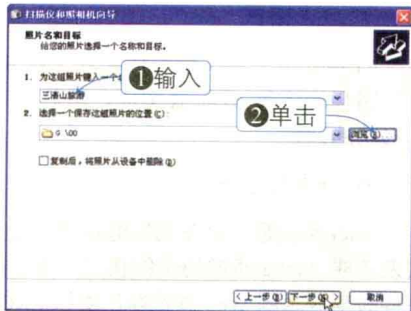 扫描仪和照相机向导
照片名和目标
给您的照片选择一个名称和目标。
1. 为这组照片键入一个
❶输入
三清山旅游
2. 选择一个保存这组照片的位置(C):
❷单击
浏览(B)...
复制后，将照片从设备中删除(D)
< 上一步(B)
下一步(N) >
取消